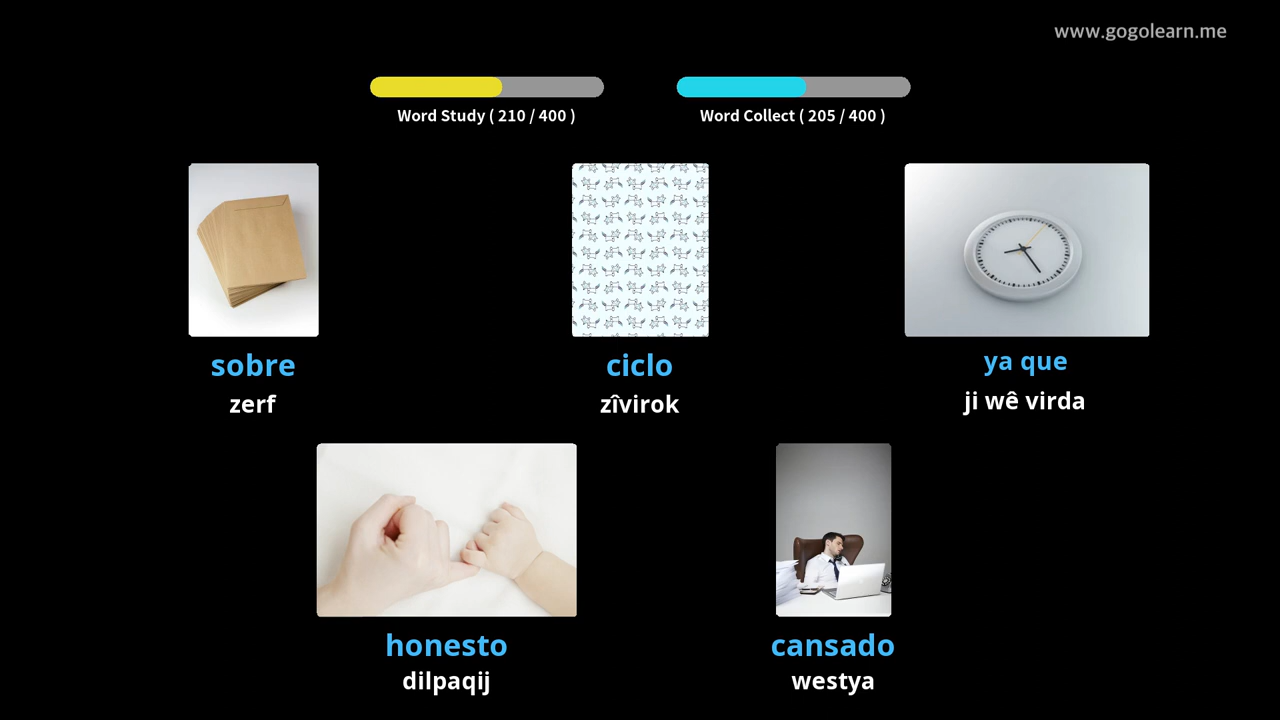 www.gogolearn.me
Word Study ( 210 / 400 )
Word Collect ( 205 / 400 )
sobre
zerf
ciclo
zîvirok
ya que
ji wê virda
honesto
dilpaqij
cansado
westya